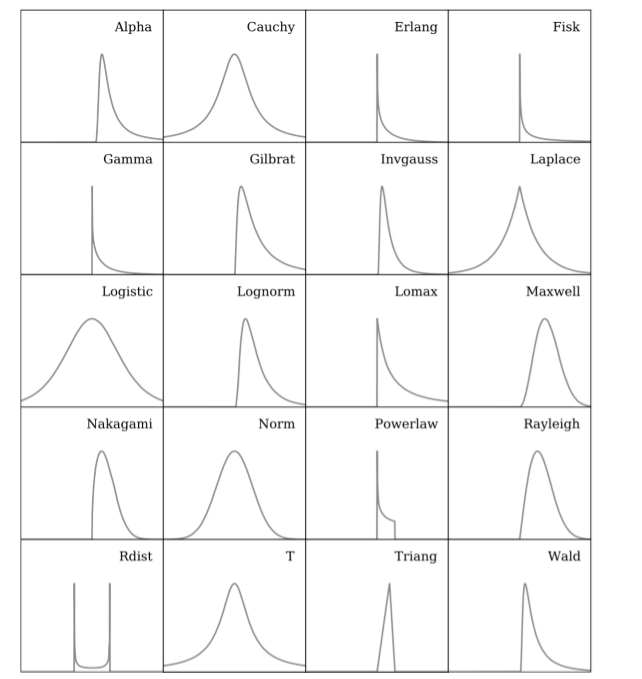 Alpha
Cauchy
Erlang
Fisk
Gamma
Gilbrat
Invgauss
Laplace
Logistic
Lognorm
Lomax
Maxwell
Nakagami
Norm
Powerlaw
Rayleigh
Rdist
T
Triang
Wald